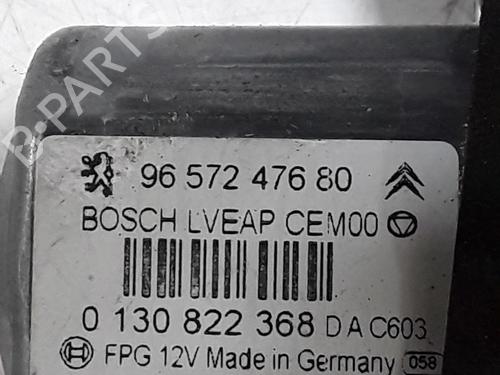 B-PARTS
96 572 476 80
BOSCH LVEAP CEM00
0 130 822 368 D A C603
FPG 12V Made in Germany 058